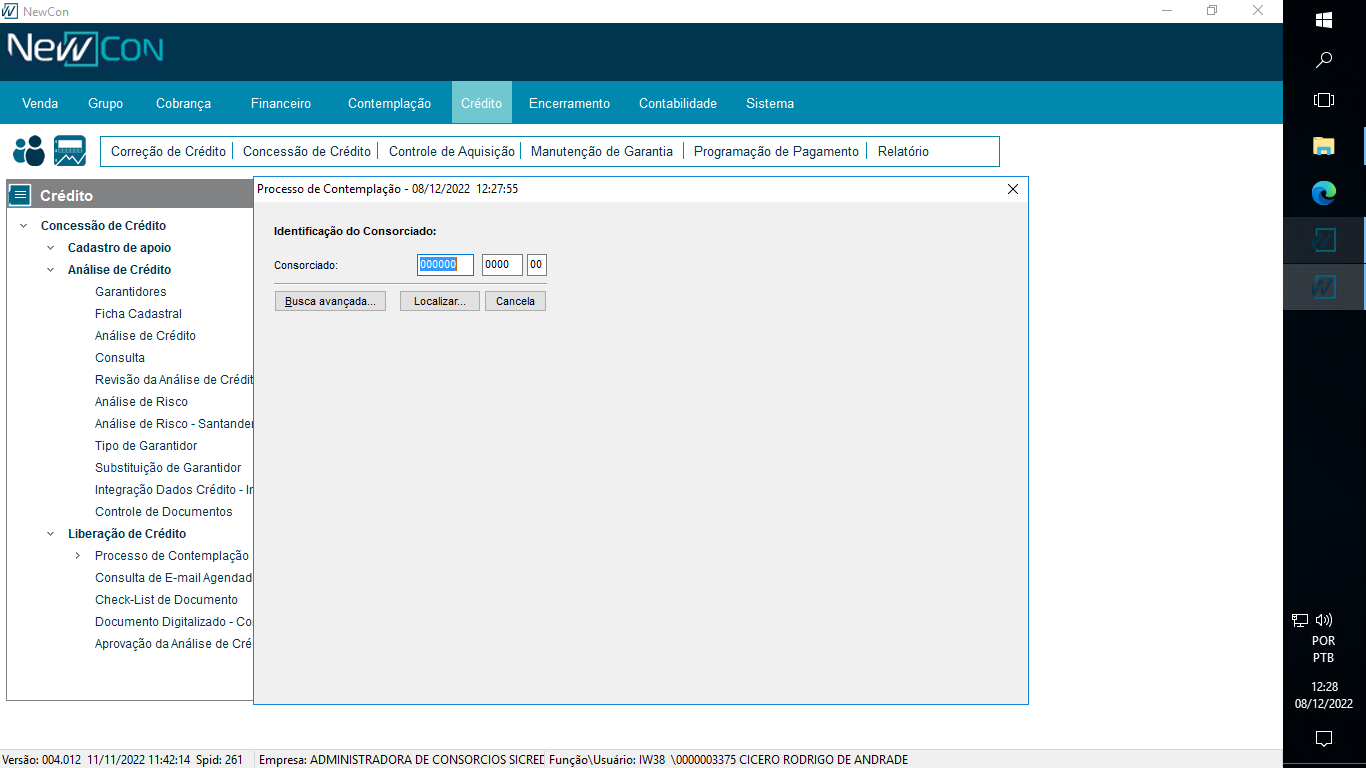 NewCon
NewCon
Venda Grupo Cobrança Financeiro Contemplação Crédito Encerramento Contabilidade Sistema
Correção de Crédito Concessão de Crédito Controle de Aquisição Manutenção de Garantia Programação de Pagamento Relatório
Crédito
Concessão de Crédito
Cadastro de apoio
Análise de Crédito
Garantidores
Ficha Cadastral
Análise de Crédito
Consulta
Revisão da Análise de Crédit
Análise de Risco
Análise de Risco - Santander
Tipo de Garantidor
Substituição de Garantidor
Integração Dados Crédito - In
Controle de Documentos
Liberação de Crédito
Processo de Contemplação
Consulta de E-mail Agendad
Check-List de Documento
Documento Digitalizado - Co
Aprovação da Análise de Cré
Processo de Contemplação - 08/12/2022 12:27:55
Identificação do Consorciado:
Consorciado: 000000 0000 00
Busca avançada... Localizar... Cancela
Versão: 004.012 11/11/2022 11:42:14 Spid: 261 Empresa: ADMINISTRADORA DE CONSORCIOS SICRED Função\Usuário: IW38 \0000003375 CICERO RODRIGO DE ANDRADE
POR
PTB
12:28
08/12/2022